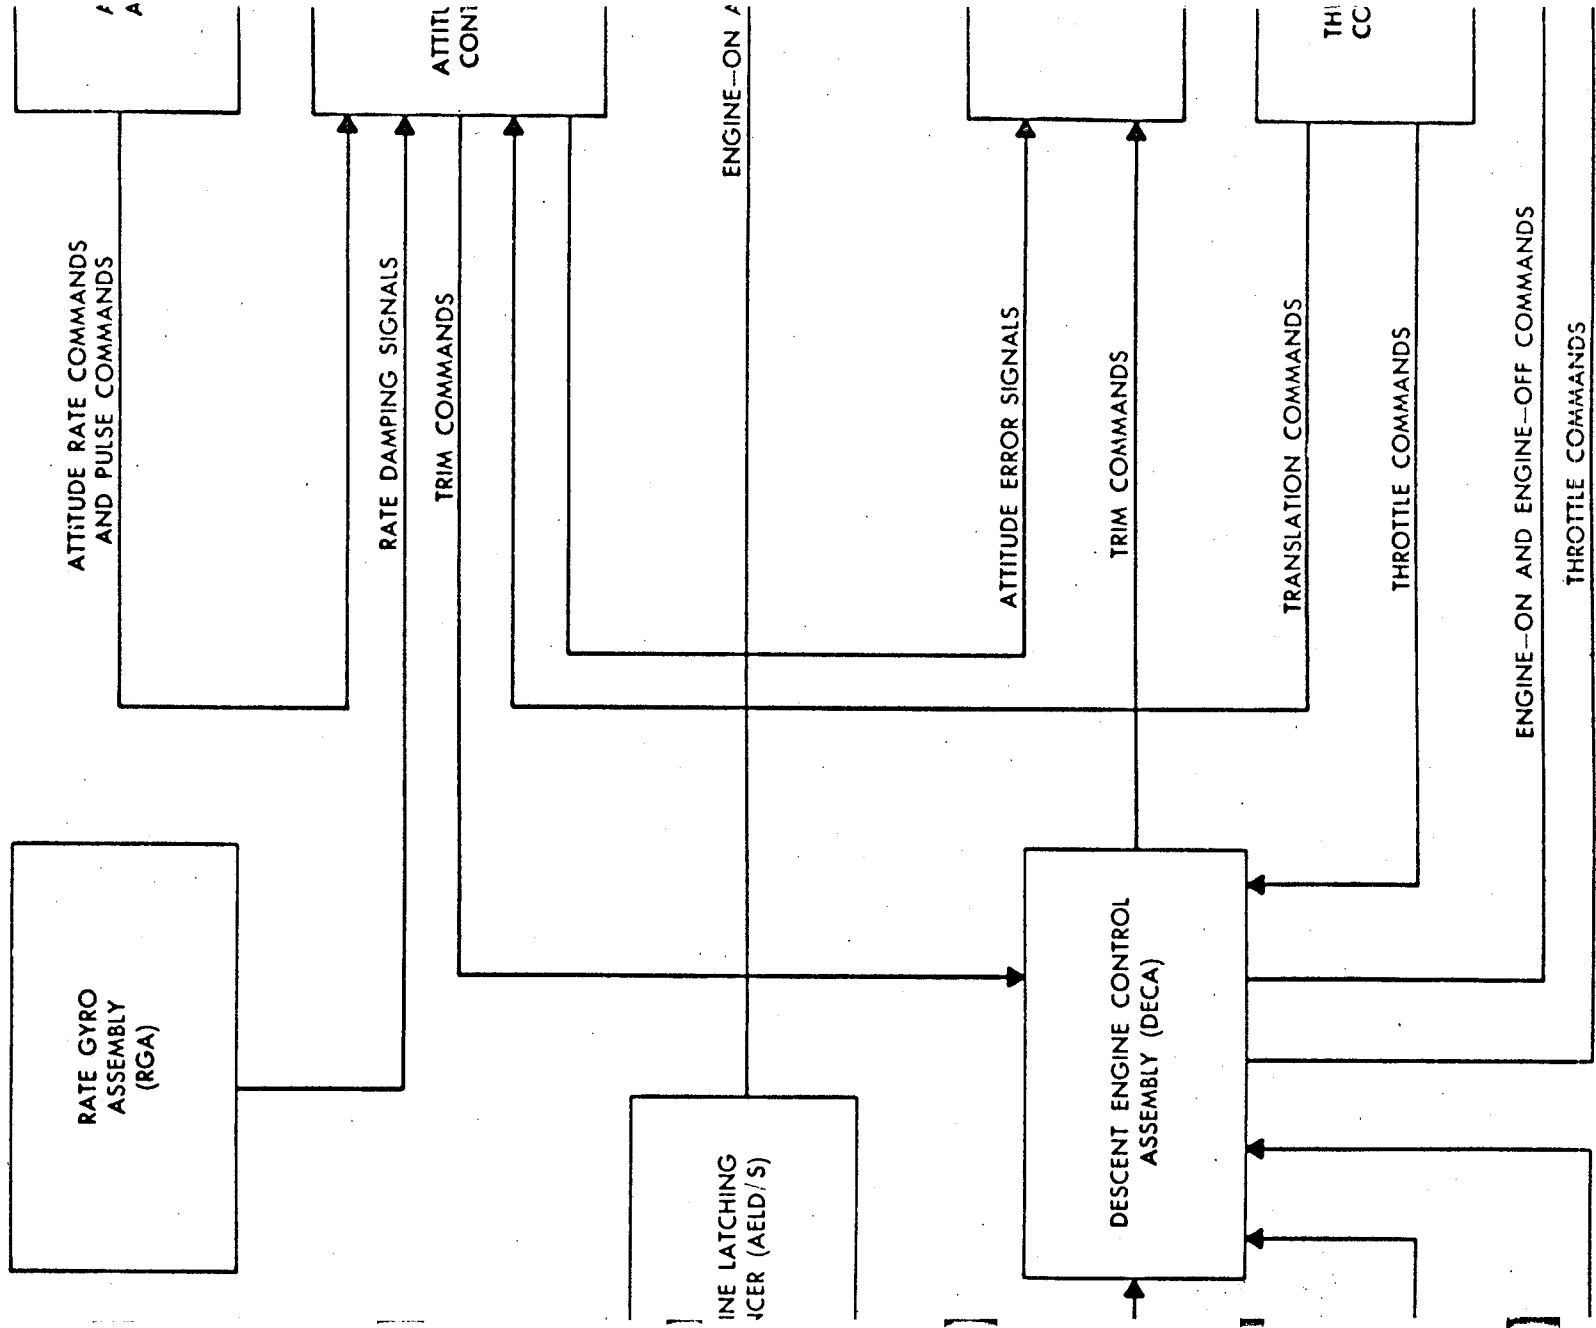 ATTITUDE RATE COMMANDS
AND PULSE COMMANDS
RATE DAMPING SIGNALS
TRIM COMMANDS
ENGINE-ON
ATTITUDE ERROR SIGNALS
TRIM COMMANDS
TRANSLATION COMMANDS
THROTTLE COMMANDS
ENGINE-ON AND ENGINE-OFF COMMANDS
THROTTLE COMMANDS
RATE GYRO
ASSEMBLY
(RGA)
LATCHING
(AELD/S)
DESCENT ENGINE CONTROL
ASSEMBLY (DECA)